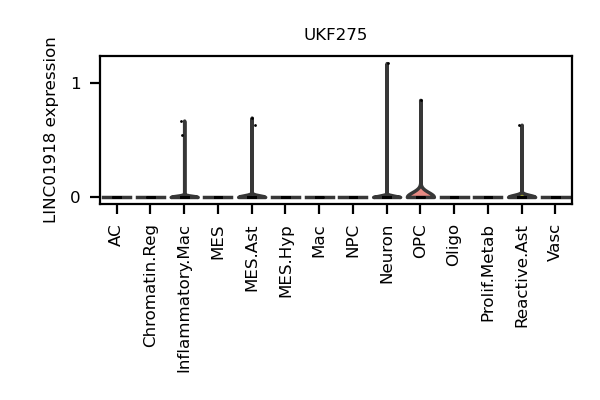 UKF275
LINC01918 expression
1
0
AC
Chromatin.Reg
Inflammatory.Mac
MES
MES.Ast
MES.Hyp
Mac
NPC
Neuron
OPC
Oligo
Prolif.Metab
Reactive.Ast
Vasc